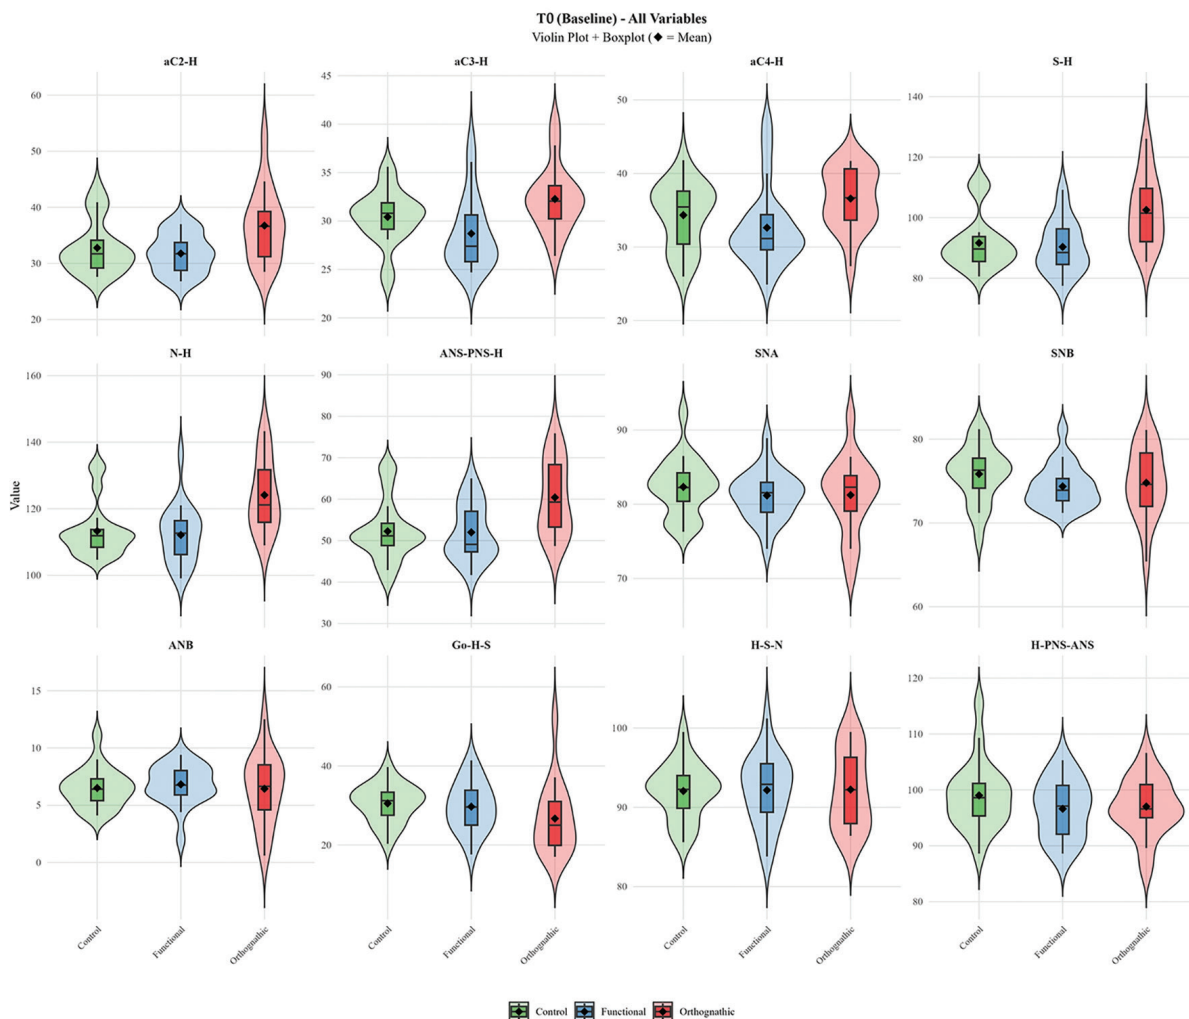 T0 (Baseline) - All Variables
Violin Plot + Boxplot (◆ = Mean)
aC2-H
aC3-H
aC4-H
S-H
60
50
40
30
20
45
40
35
30
25
20
50
40
30
20
140
120
100
80
N-H
ANS-PNS-H
SNA
SNB
Value
160
140
120
100
90
80
70
60
50
40
30
90
80
70
80
70
60
ANB
Go-H-S
H-S-N
H-PNS-ANS
15
10
5
0
60
40
20
100
90
80
120
110
100
90
80
Control
Functional
Orthognathic
Control
Functional
Orthognathic
Control
Functional
Orthognathic
Control
Functional
Orthognathic
Control Functional Orthognathic